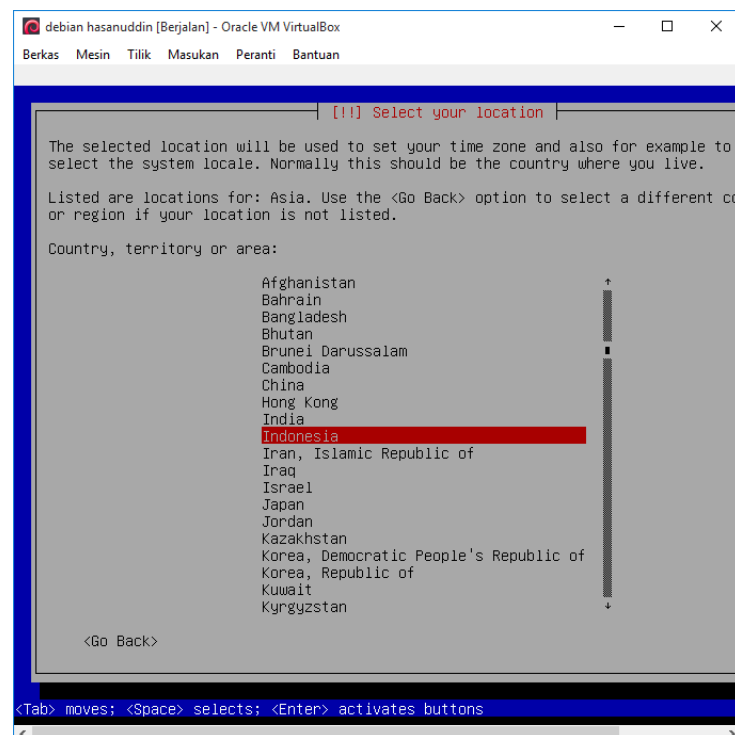 debian hasanuddin [Berjalan] - Oracle VM VirtualBox
Berkas Mesin Tilik Masukan Peranti Bantuan
[!!] Select your location
The selected location will be used to set your time zone and also for example to
select the system locale. Normally this should be the country where you live.
Listed are locations for: Asia. Use the <Go Back> option to select a different co
or region if your location is not listed.
Country, territory or area:
Afghanistan
Bahrain
Bangladesh
Bhutan
Brunei Darussalam
Cambodia
China
Hong Kong
India
Indonesia
Iran, Islamic Republic of
Iraq
Israel
Japan
Jordan
Kazakhstan
Korea, Democratic People's Republic of
Korea, Republic of
Kuwait
Kyrgyzstan
<Go Back>
<Tab> moves; <Space> selects; <Enter> activates buttons